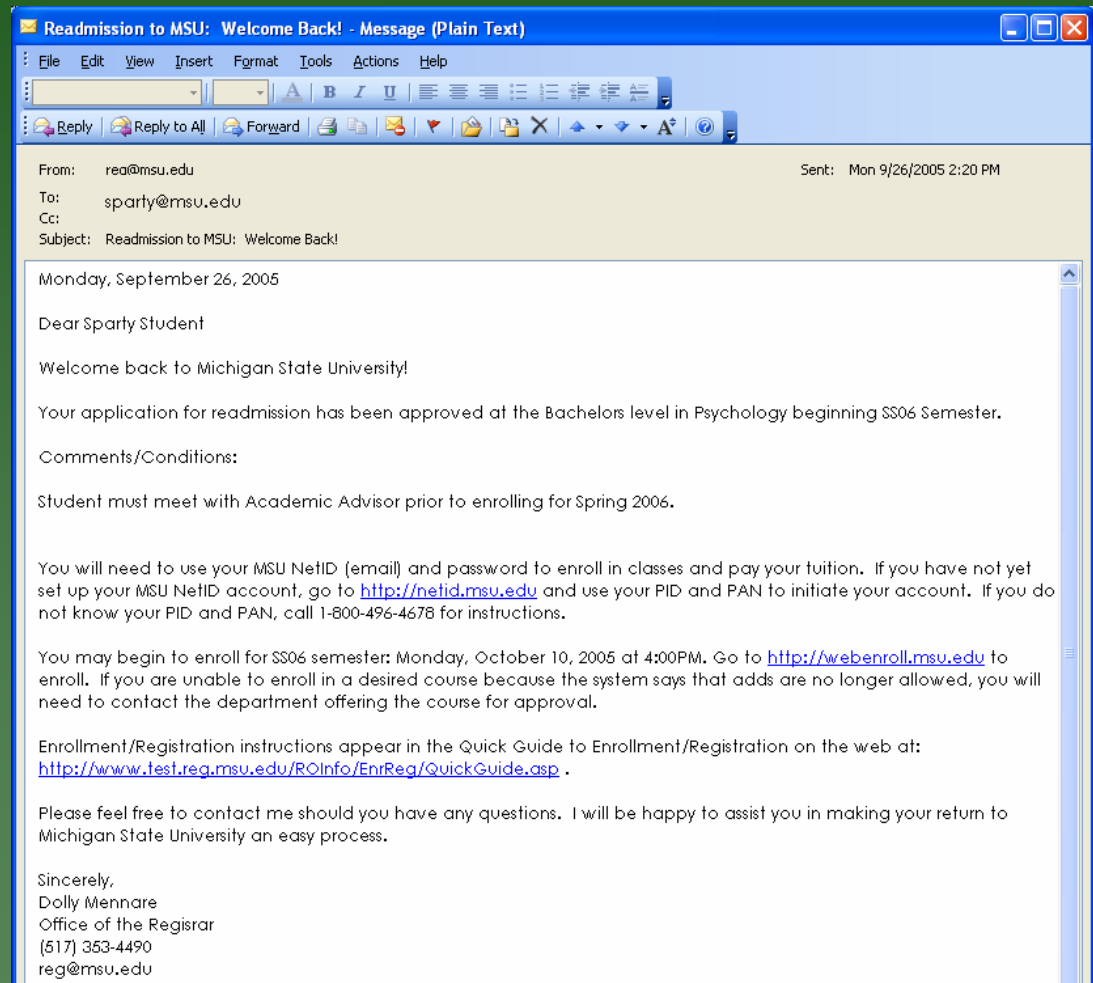 Readmission to MSU:  Welcome Back! - Message (Plain Text)
File Edit View Insert Format Tools Actions Help
A B I U
Reply Reply to All Forward
From: reg@msu.edu Sent: Mon 9/26/2005 2:20 PM
To: sparty@msu.edu
Cc:
Subject: Readmission to MSU:  Welcome Back!
Monday, September 26, 2005
Dear Sparty Student
Welcome back to Michigan State University!
Your application for readmission has been approved at the Bachelors level in Psychology beginning SS06 Semester.
Comments/Conditions:
Student must meet with Academic Advisor prior to enrolling for Spring 2006.
You will need to use your MSU NetID (email) and password to enroll in classes and pay your tuition.  If you have not yet
set up your MSU NetID account, go to http://netid.msu.edu and use your PID and PAN to initiate your account.  If you do
not know your PID and PAN, call 1-800-496-4678 for instructions.
You may begin to enroll for SS06 semester: Monday, October 10, 2005 at 4:00PM. Go to http://webenroll.msu.edu to
enroll.  If you are unable to enroll in a desired course because the system says that adds are no longer allowed, you will
need to contact the department offering the course for approval.
Enrollment/Registration instructions appear in the Quick Guide to Enrollment/Registration on the web at:
http://www.test.reg.msu.edu/ROInfo/EnrReg/QuickGuide.asp .
Please feel free to contact me should you have any questions.  I will be happy to assist you in making your return to
Michigan State University an easy process.
Sincerely,
Dolly Mennare
Office of the Regisrar
(517) 353-4490
reg@msu.edu